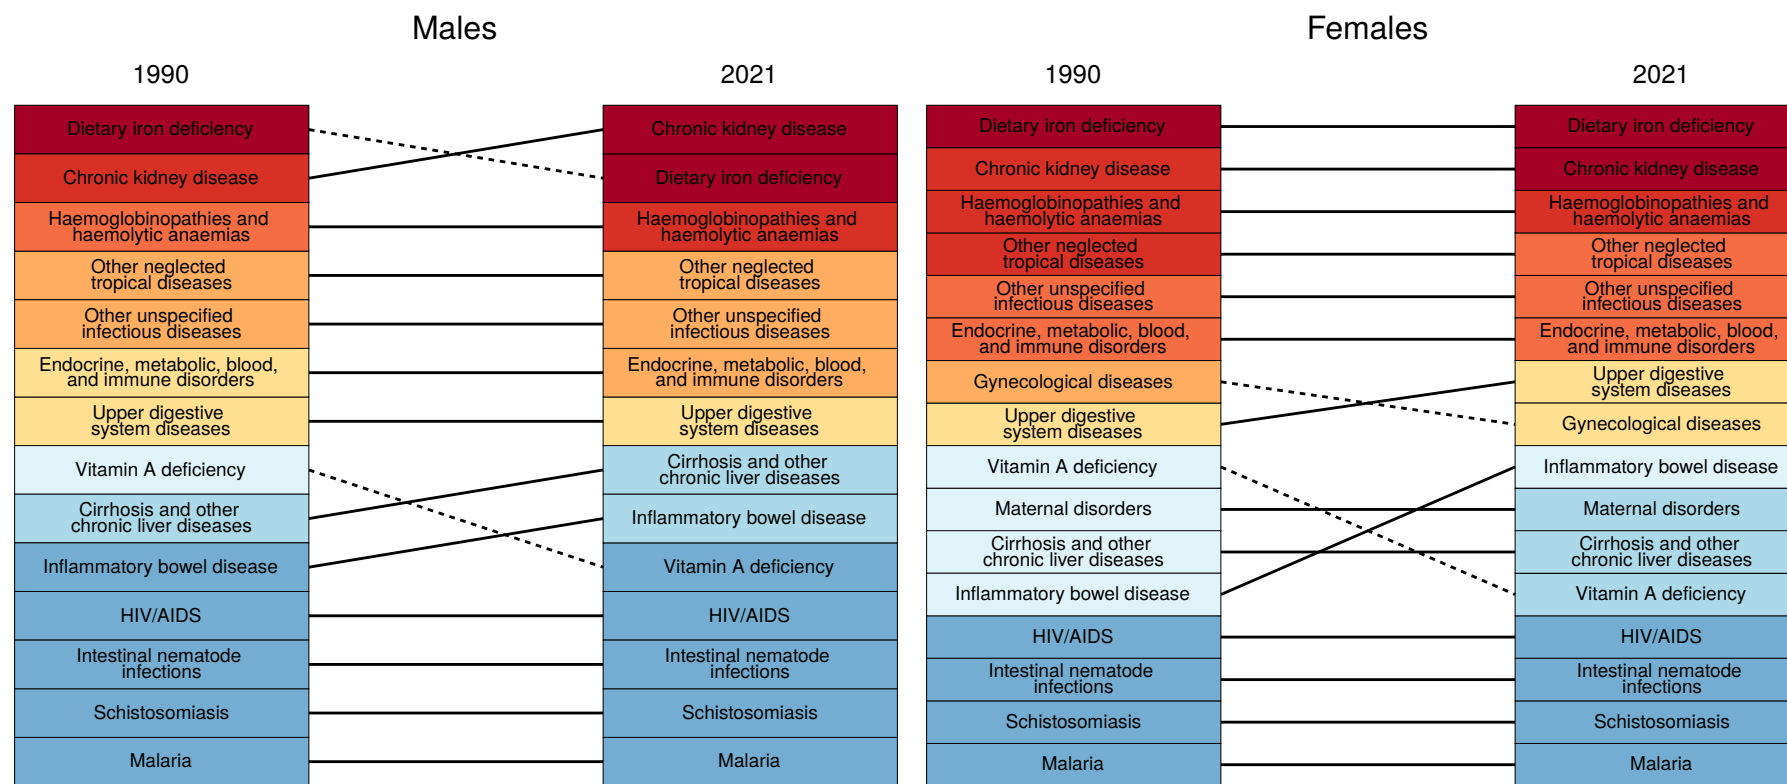 Males
1990
2021
Dietary iron deficiency
Chronic kidney disease
Haemoglobinopathies and
haemolytic anaemias
Other neglected
tropical diseases
Other unspecified
infectious diseases
Endocrine, metabolic, blood,
and immune disorders
Upper digestive
system diseases
Vitamin A deficiency
Cirrhosis and other
chronic liver diseases
Inflammatory bowel disease
HIV/AIDS
Intestinal nematode
infections
Schistosomiasis
Malaria
Chronic kidney disease
Dietary iron deficiency
Haemoglobinopathies and
haemolytic anaemias
Other neglected
tropical diseases
Other unspecified
infectious diseases
Endocrine, metabolic, blood,
and immune disorders
Upper digestive
system diseases
Cirrhosis and other
chronic liver diseases
Inflammatory bowel disease
Vitamin A deficiency
HIV/AIDS
Intestinal nematode
infections
Schistosomiasis
Malaria
Females
1990
2021
Dietary iron deficiency
Chronic kidney disease
Haemoglobinopathies and
haemolytic anaemias
Other neglected
tropical diseases
Other unspecified
infectious diseases
Endocrine, metabolic, blood,
and immune disorders
Gynecological diseases
Upper digestive
system diseases
Vitamin A deficiency
Maternal disorders
Cirrhosis and other
chronic liver diseases
Inflammatory bowel disease
HIV/AIDS
Intestinal nematode
infections
Schistosomiasis
Malaria
Dietary iron deficiency
Chronic kidney disease
Haemoglobinopathies and
haemolytic anaemias
Other neglected
tropical diseases
Other unspecified
infectious diseases
Endocrine, metabolic, blood,
and immune disorders
Upper digestive
system diseases
Gynecological diseases
Inflammatory bowel disease
Maternal disorders
Cirrhosis and other
chronic liver diseases
Vitamin A deficiency
HIV/AIDS
Intestinal nematode
infections
Schistosomiasis
Malaria